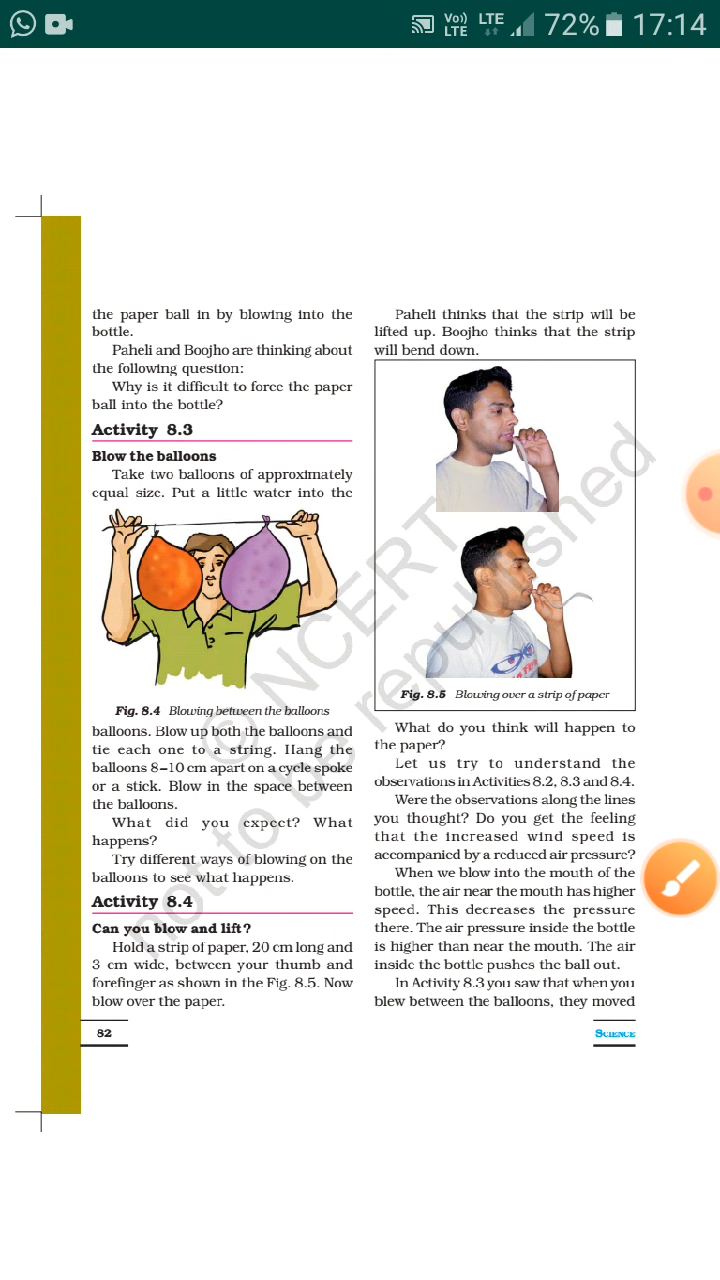 Vo)) LTE LTE 72% 17:14
the paper ball in by blowing into the
bottle.
Paheli and Boojho are thinking about
the following question:
Why is it difficult to force the paper
ball into the bottle?
Activity 8.3
Blow the balloons
Take two balloons of approximately
equal size. Put a little water into the
Fig. 8.4 Blowing between the balloons
balloons. Blow up both the balloons and
tie each one to a string. Hang the
balloons 8–10 cm apart on a cycle spoke
or a stick. Blow in the space between
the balloons.
What did you expect? What
happens?
Try different ways of blowing on the
balloons to see what happens.
Activity 8.4
Can you blow and lift?
Hold a strip of paper, 20 cm long and
3 cm wide, between your thumb and
forefinger as shown in the Fig. 8.5. Now
blow over the paper.
82
Paheli thinks that the strip will be
lifted up. Boojho thinks that the strip
will bend down.
Fig. 8.5 Blowing over a strip of paper
What do you think will happen to
the paper?
Let us try to understand the
observations in Activities 8.2, 8.3 and 8.4.
Were the observations along the lines
you thought? Do you get the feeling
that the increased wind speed is
accompanied by a reduced air pressure?
When we blow into the mouth of the
bottle, the air near the mouth has higher
speed. This decreases the pressure
there. The air pressure inside the bottle
is higher than near the mouth. The air
inside the bottle pushes the ball out.
In Activity 8.3 you saw that when you
blew between the balloons, they moved
SCIENCE
© NCERT
not to be republished